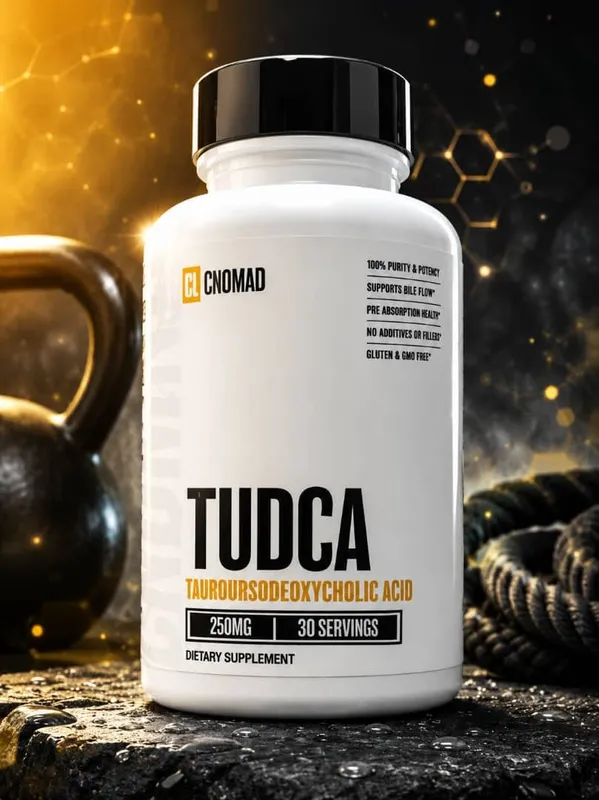 CL CNOMAD
100% PURITY & POTENCY
SUPPORTS BILE FLOW*
PRE ABSORPTION HEALTH*
NO ADDITIVES OR FILLERS*
GLUTEN & GMO FREE*
TUDCA
TAUROURSODEOXYCHOLIC ACID
250MG | 30 SERVINGS
DIETARY SUPPLEMENT